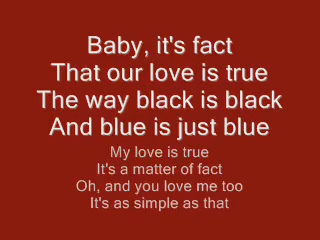 Baby, it's fact
That our love is true
The way black is black
And blue is just blue
My love is true
It's a matter of fact
Oh, and you love me too
It's as simple as that